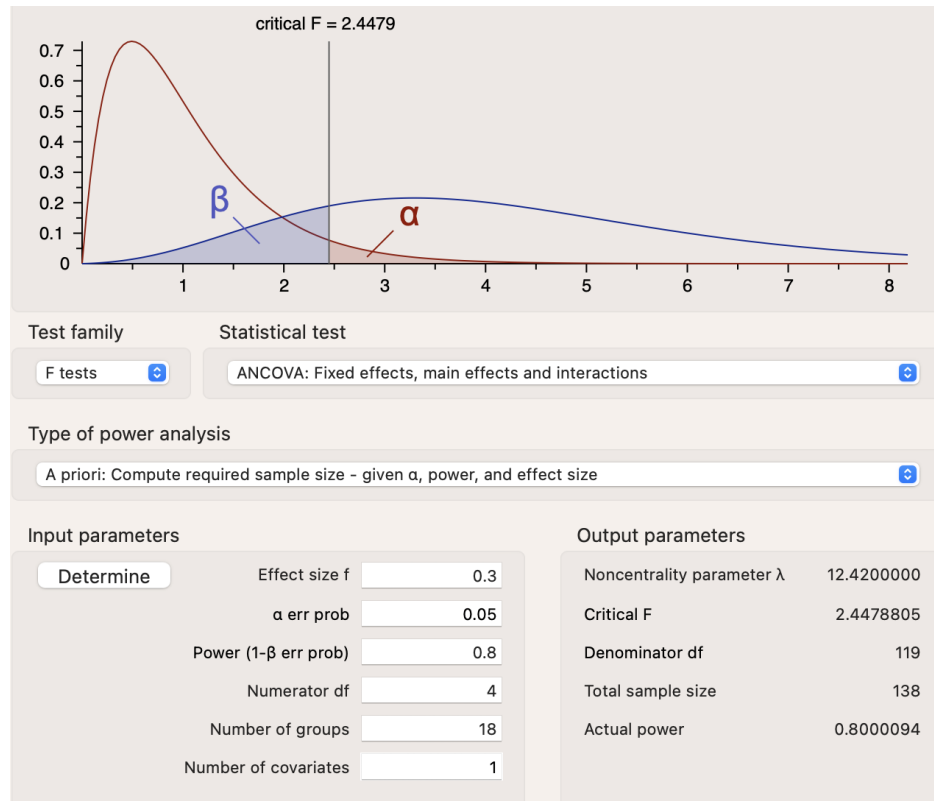 critical F = 2.4479
0.7
0.6
0.5
0.4
0.3
0.2
0.1
0
β
α
1 2 3 4 5 6 7 8
Test family
Statistical test
F tests
ANCOVA: Fixed effects, main effects and interactions
Type of power analysis
A priori: Compute required sample size - given α, power, and effect size
Input parameters
Output parameters
Determine
Effect size f 0.3
Noncentrality parameter λ 12.4200000
α err prob 0.05
Critical F 2.4478805
Power (1-β err prob) 0.8
Denominator df 119
Numerator df 4
Total sample size 138
Number of groups 18
Actual power 0.8000094
Number of covariates 1